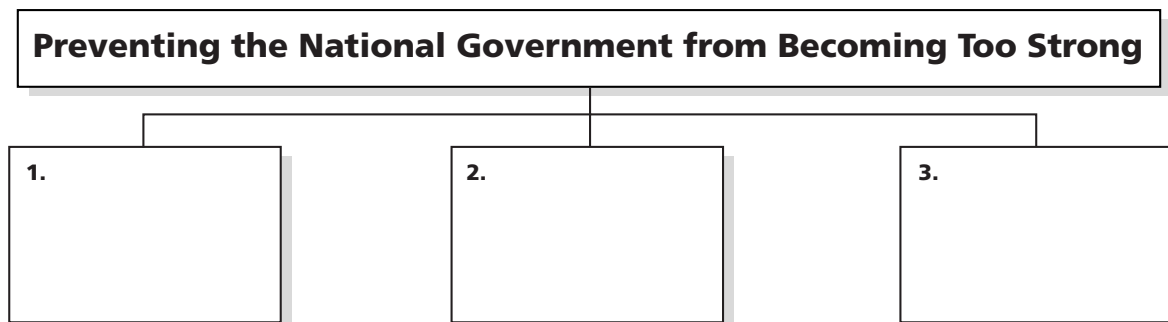 Preventing the National Government from Becoming Too Strong
1.
2.
3.